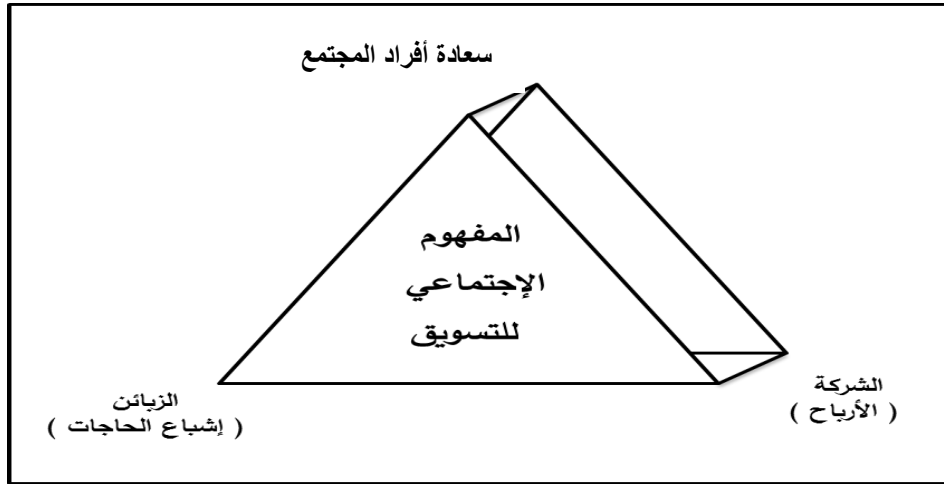 سعادة أفراد المجتمع
المفهوم
الإجتماعي
للتسويق
الشركة
( الأرباح )
الزبائن
( إشباع الحاجات )